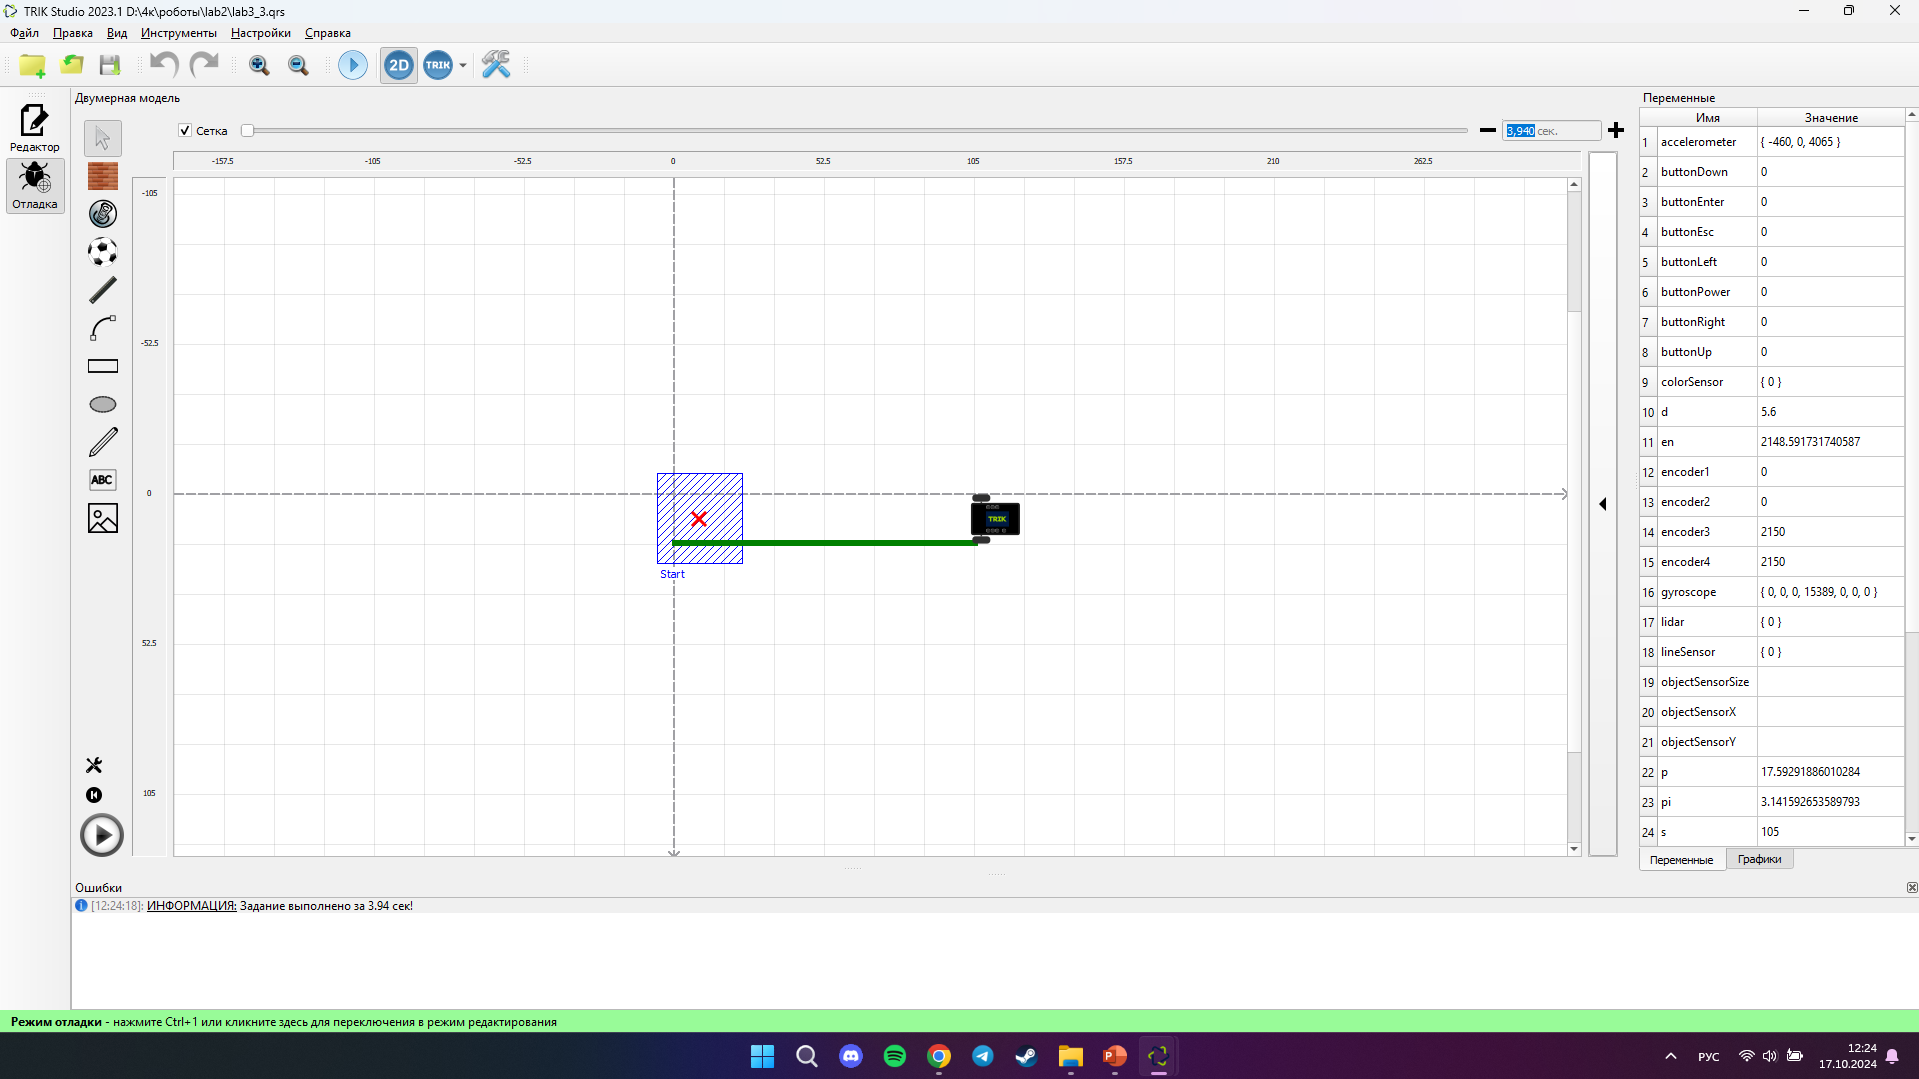 TRIK Studio 2023.1 D:\4к\роботы\lab2\lab3_3.qrs
Файл Правка Вид Инструменты Настройки Справка
2D TRIK
Двумерная модель
Переменные
Редактор
Отладка
Сетка
3,940 сек.
-157.5 -105 -52.5 0 52.5 105 157.5 210 262.5
-105
-52.5
0
52.5
105
ABC
TRIK
Start
Имя Значение
1 accelerometer { -460, 0, 4065 }
2 buttonDown 0
3 buttonEnter 0
4 buttonEsc 0
5 buttonLeft 0
6 buttonPower 0
7 buttonRight 0
8 buttonUp 0
9 colorSensor { 0 }
10 d 5.6
11 en 2148.591731740587
12 encoder1 0
13 encoder2 0
14 encoder3 2150
15 encoder4 2150
16 gyroscope { 0, 0, 0, 15389, 0, 0, 0 }
17 lidar { 0 }
18 lineSensor { 0 }
19 objectSensorSize
20 objectSensorX
21 objectSensorY
22 p 17.59291886010284
23 pi 3.141592653589793
24 s 105
Переменные Графики
Ошибки
[12:24:18]: ИНФОРМАЦИЯ: Задание выполнено за 3.94 сек!
Режим отладки - нажмите Ctrl+1 или кликните здесь для переключения в режим редактирования
РУС
12:24
17.10.2024